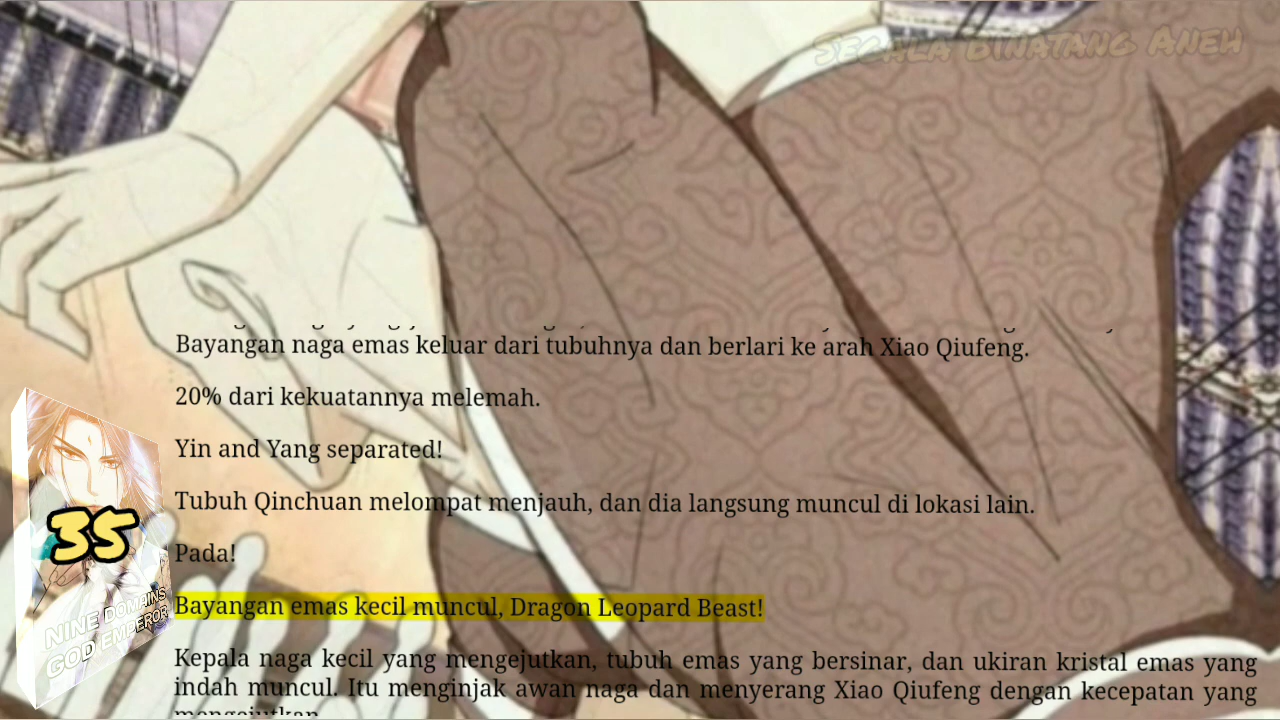 Segala Binatang Aneh
Bayangan naga emas keluar dari tubuhnya dan berlari ke arah Xiao Qiufeng.
20% dari kekuatannya melemah.
Yin and Yang separated!
Tubuh Qinchuan melompat menjauh, dan dia langsung muncul di lokasi lain.
Pada!
Bayangan emas kecil muncul, Dragon Leopard Beast!
Kepala naga kecil yang mengejutkan, tubuh emas yang bersinar, dan ukiran kristal emas yang
indah muncul. Itu menginjak awan naga dan menyerang Xiao Qiufeng dengan kecepatan yang
mengejutkan
35
NINE DOMAINS
GOD EMPEROR